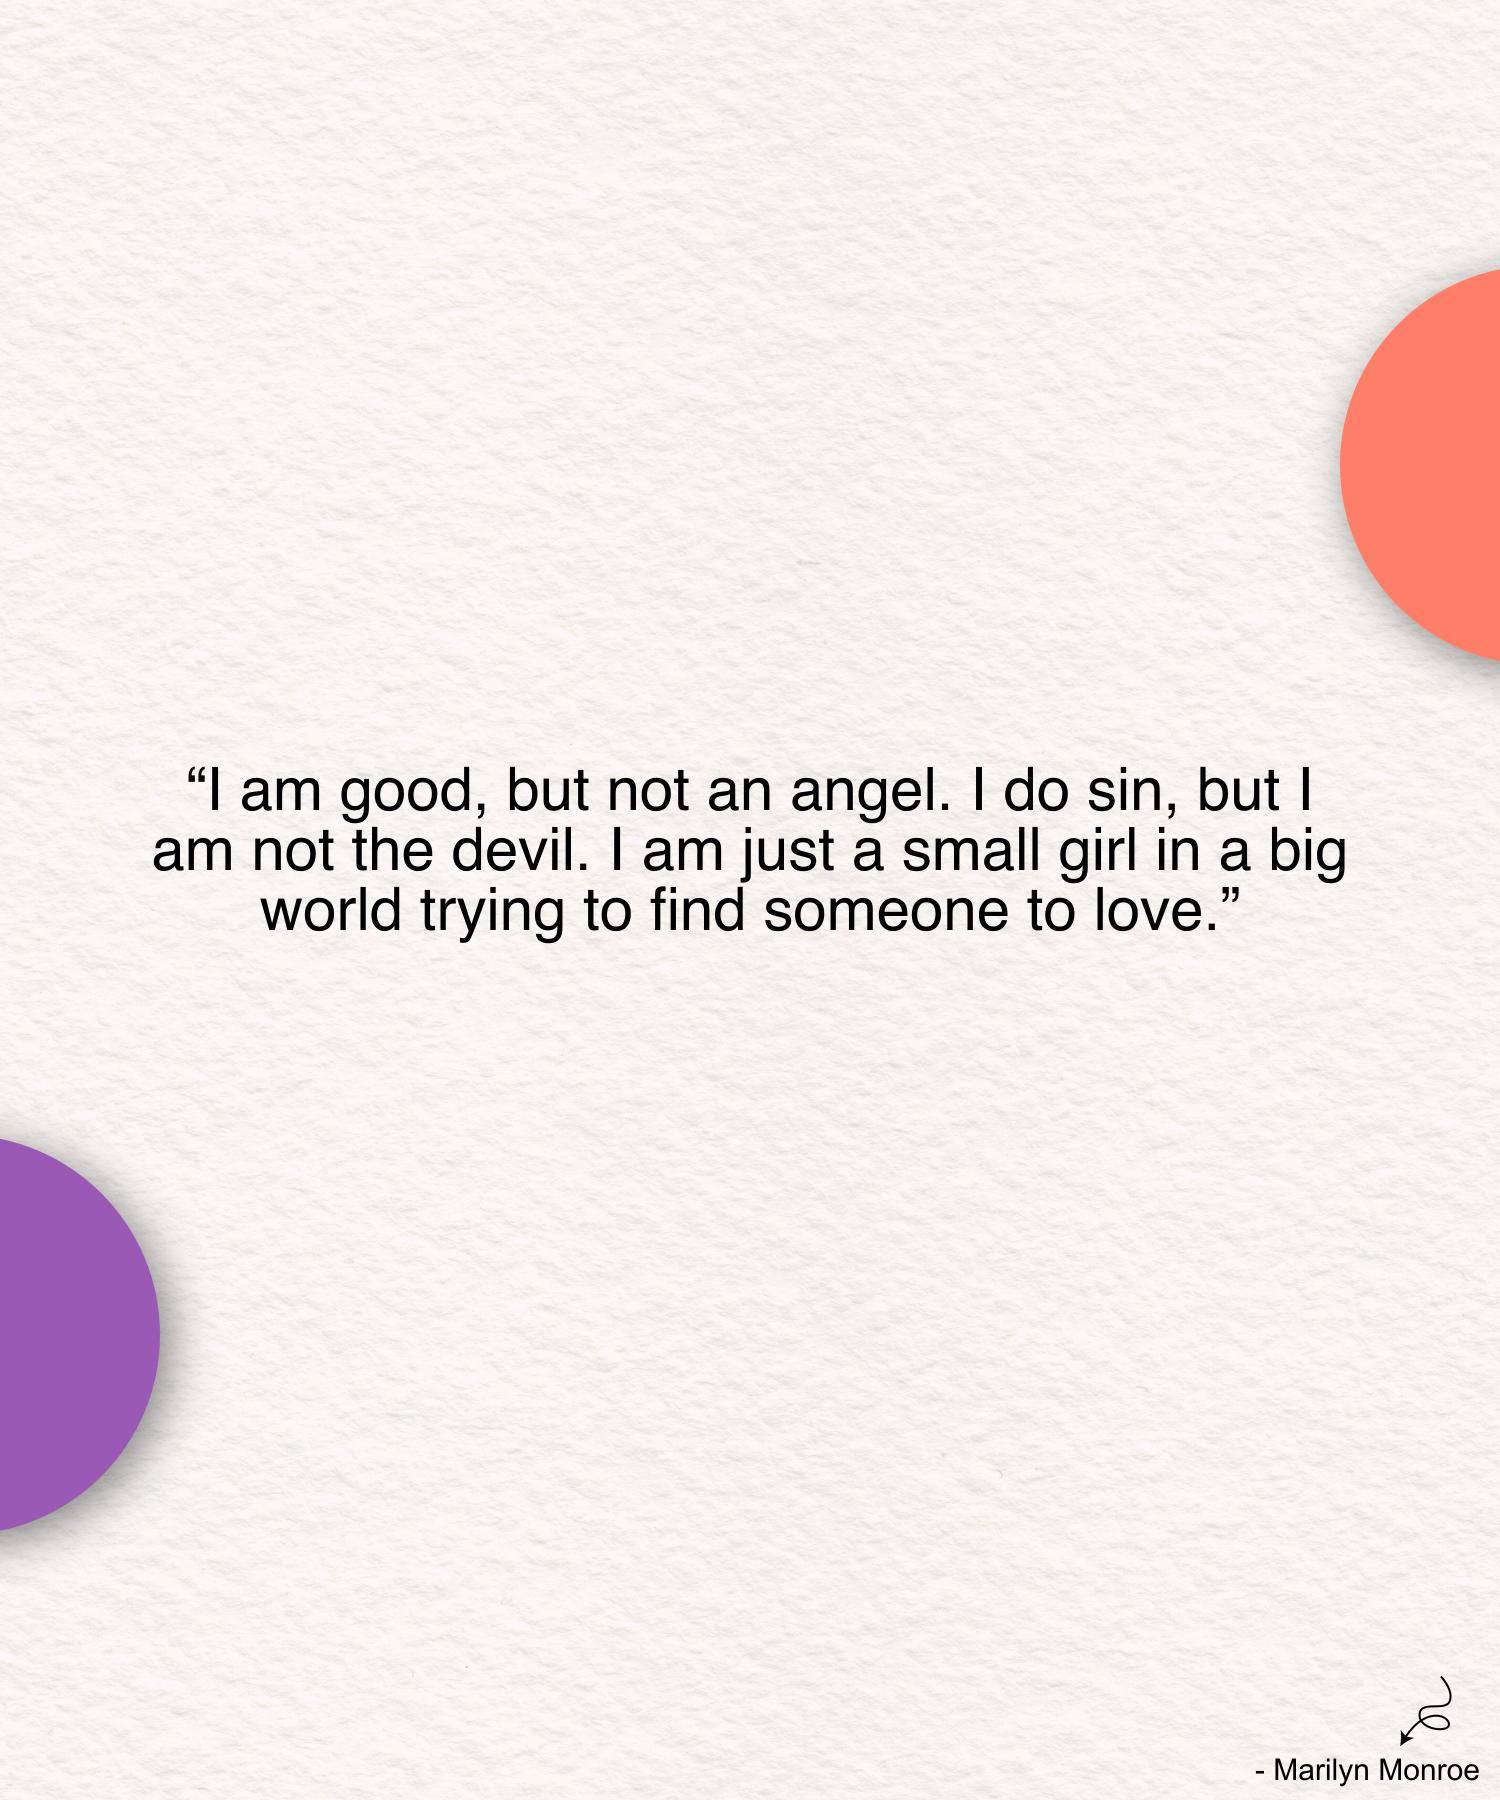 “I am good, but not an angel. I do sin, but I
am not the devil. I am just a small girl in a big
world trying to find someone to love.”
- Marilyn Monroe